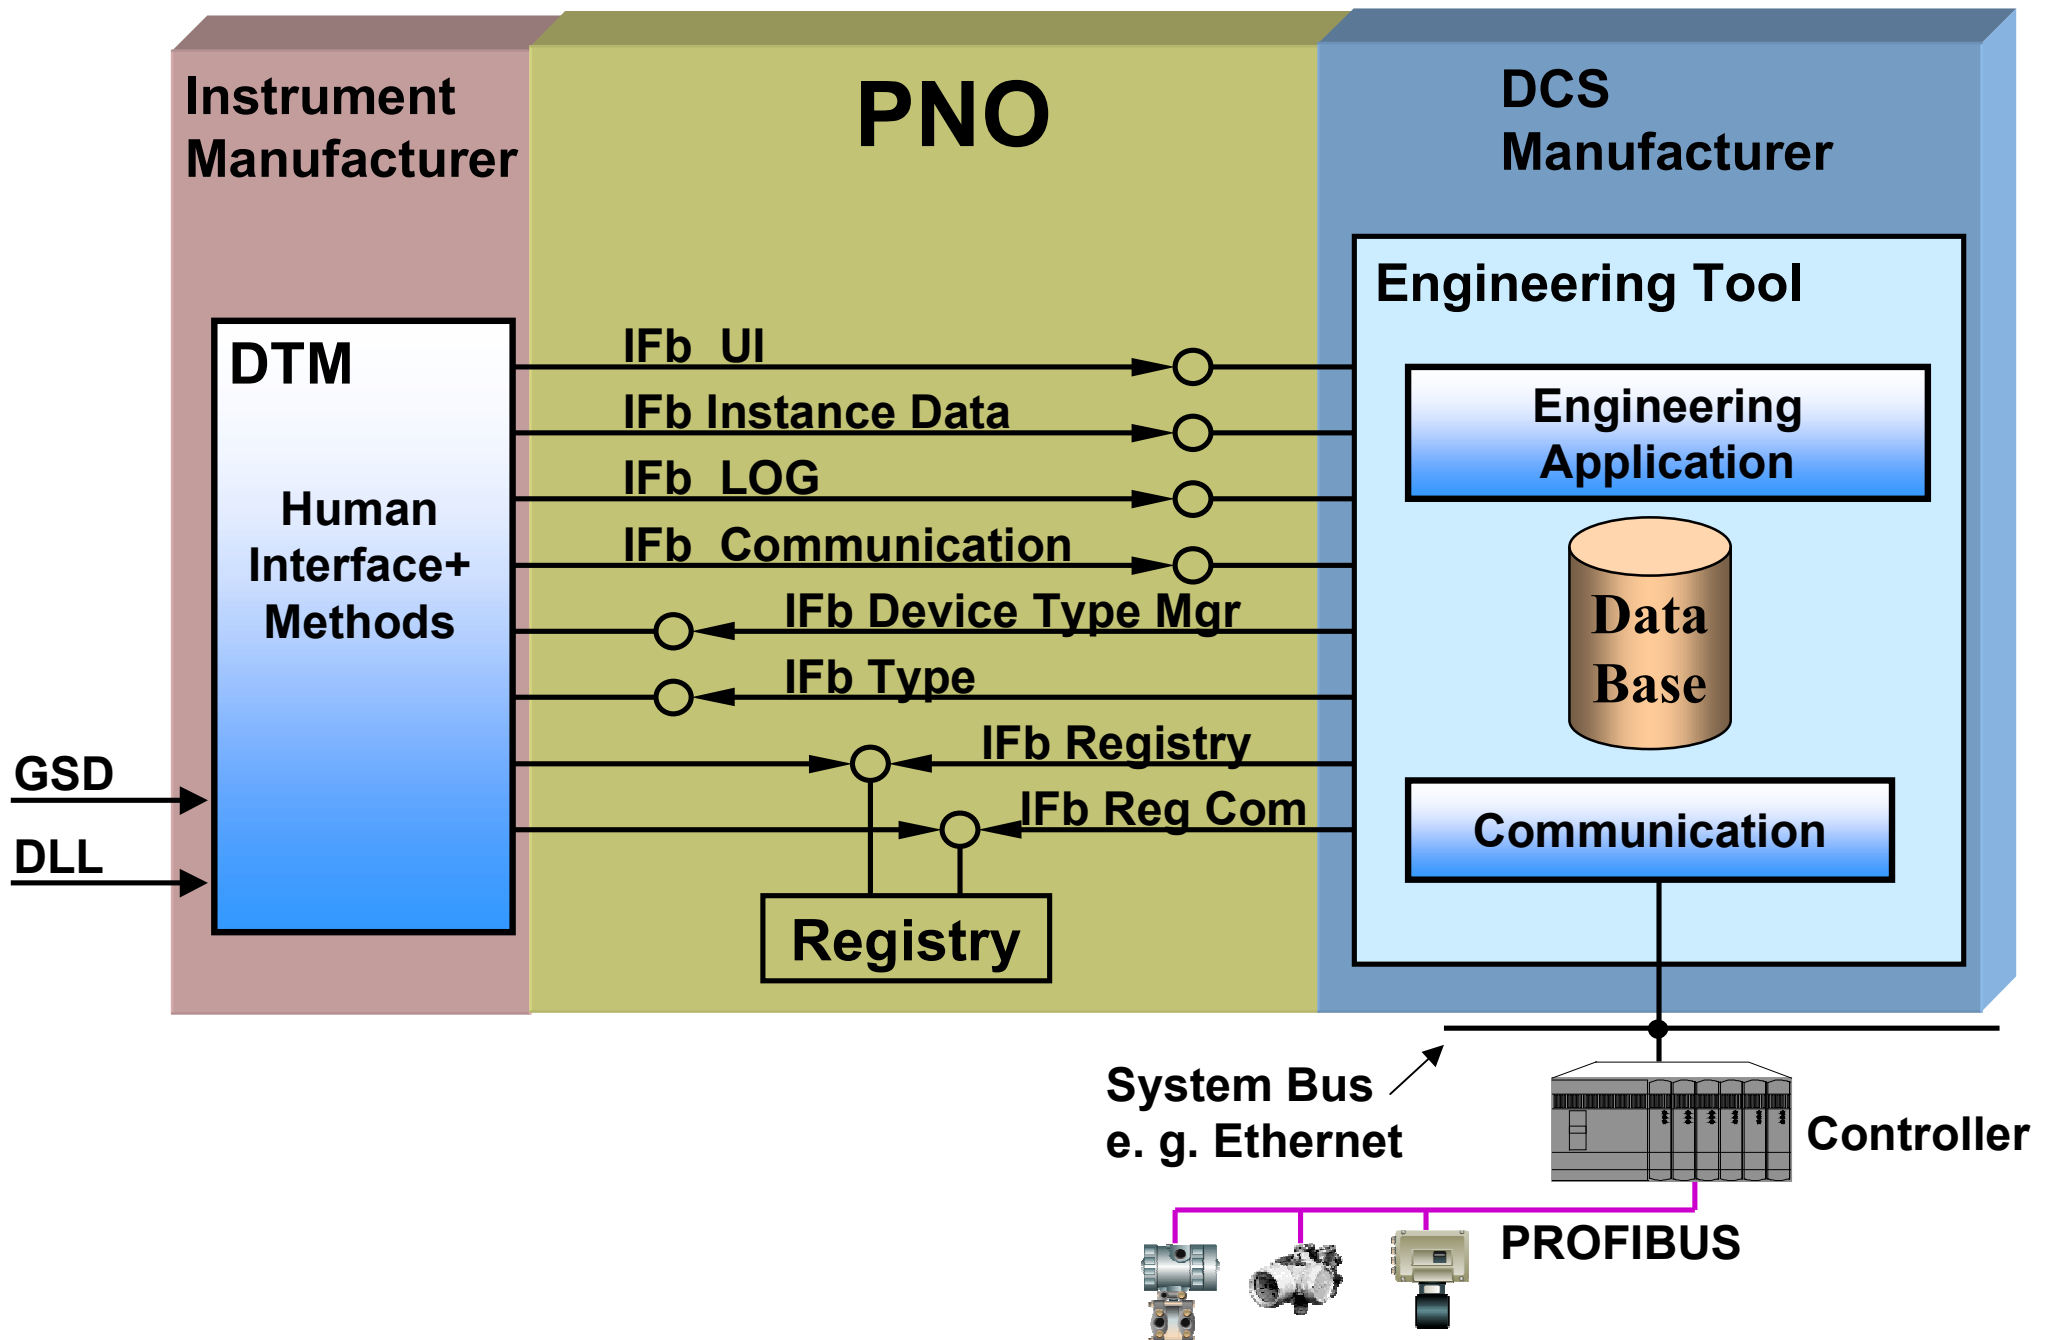 Instrument
Manufacturer
PNO
DCS
Manufacturer
Engineering Tool
DTM
Human
Interface+
Methods
IFb  UI
IFb Instance Data
IFb  LOG
IFb  Communication
IFb Device Type Mgr
IFb Type
IFb Registry
IFb Reg Com
Registry
Engineering
Application
Data
Base
Communication
GSD
DLL
System Bus
e. g. Ethernet
Controller
PROFIBUS